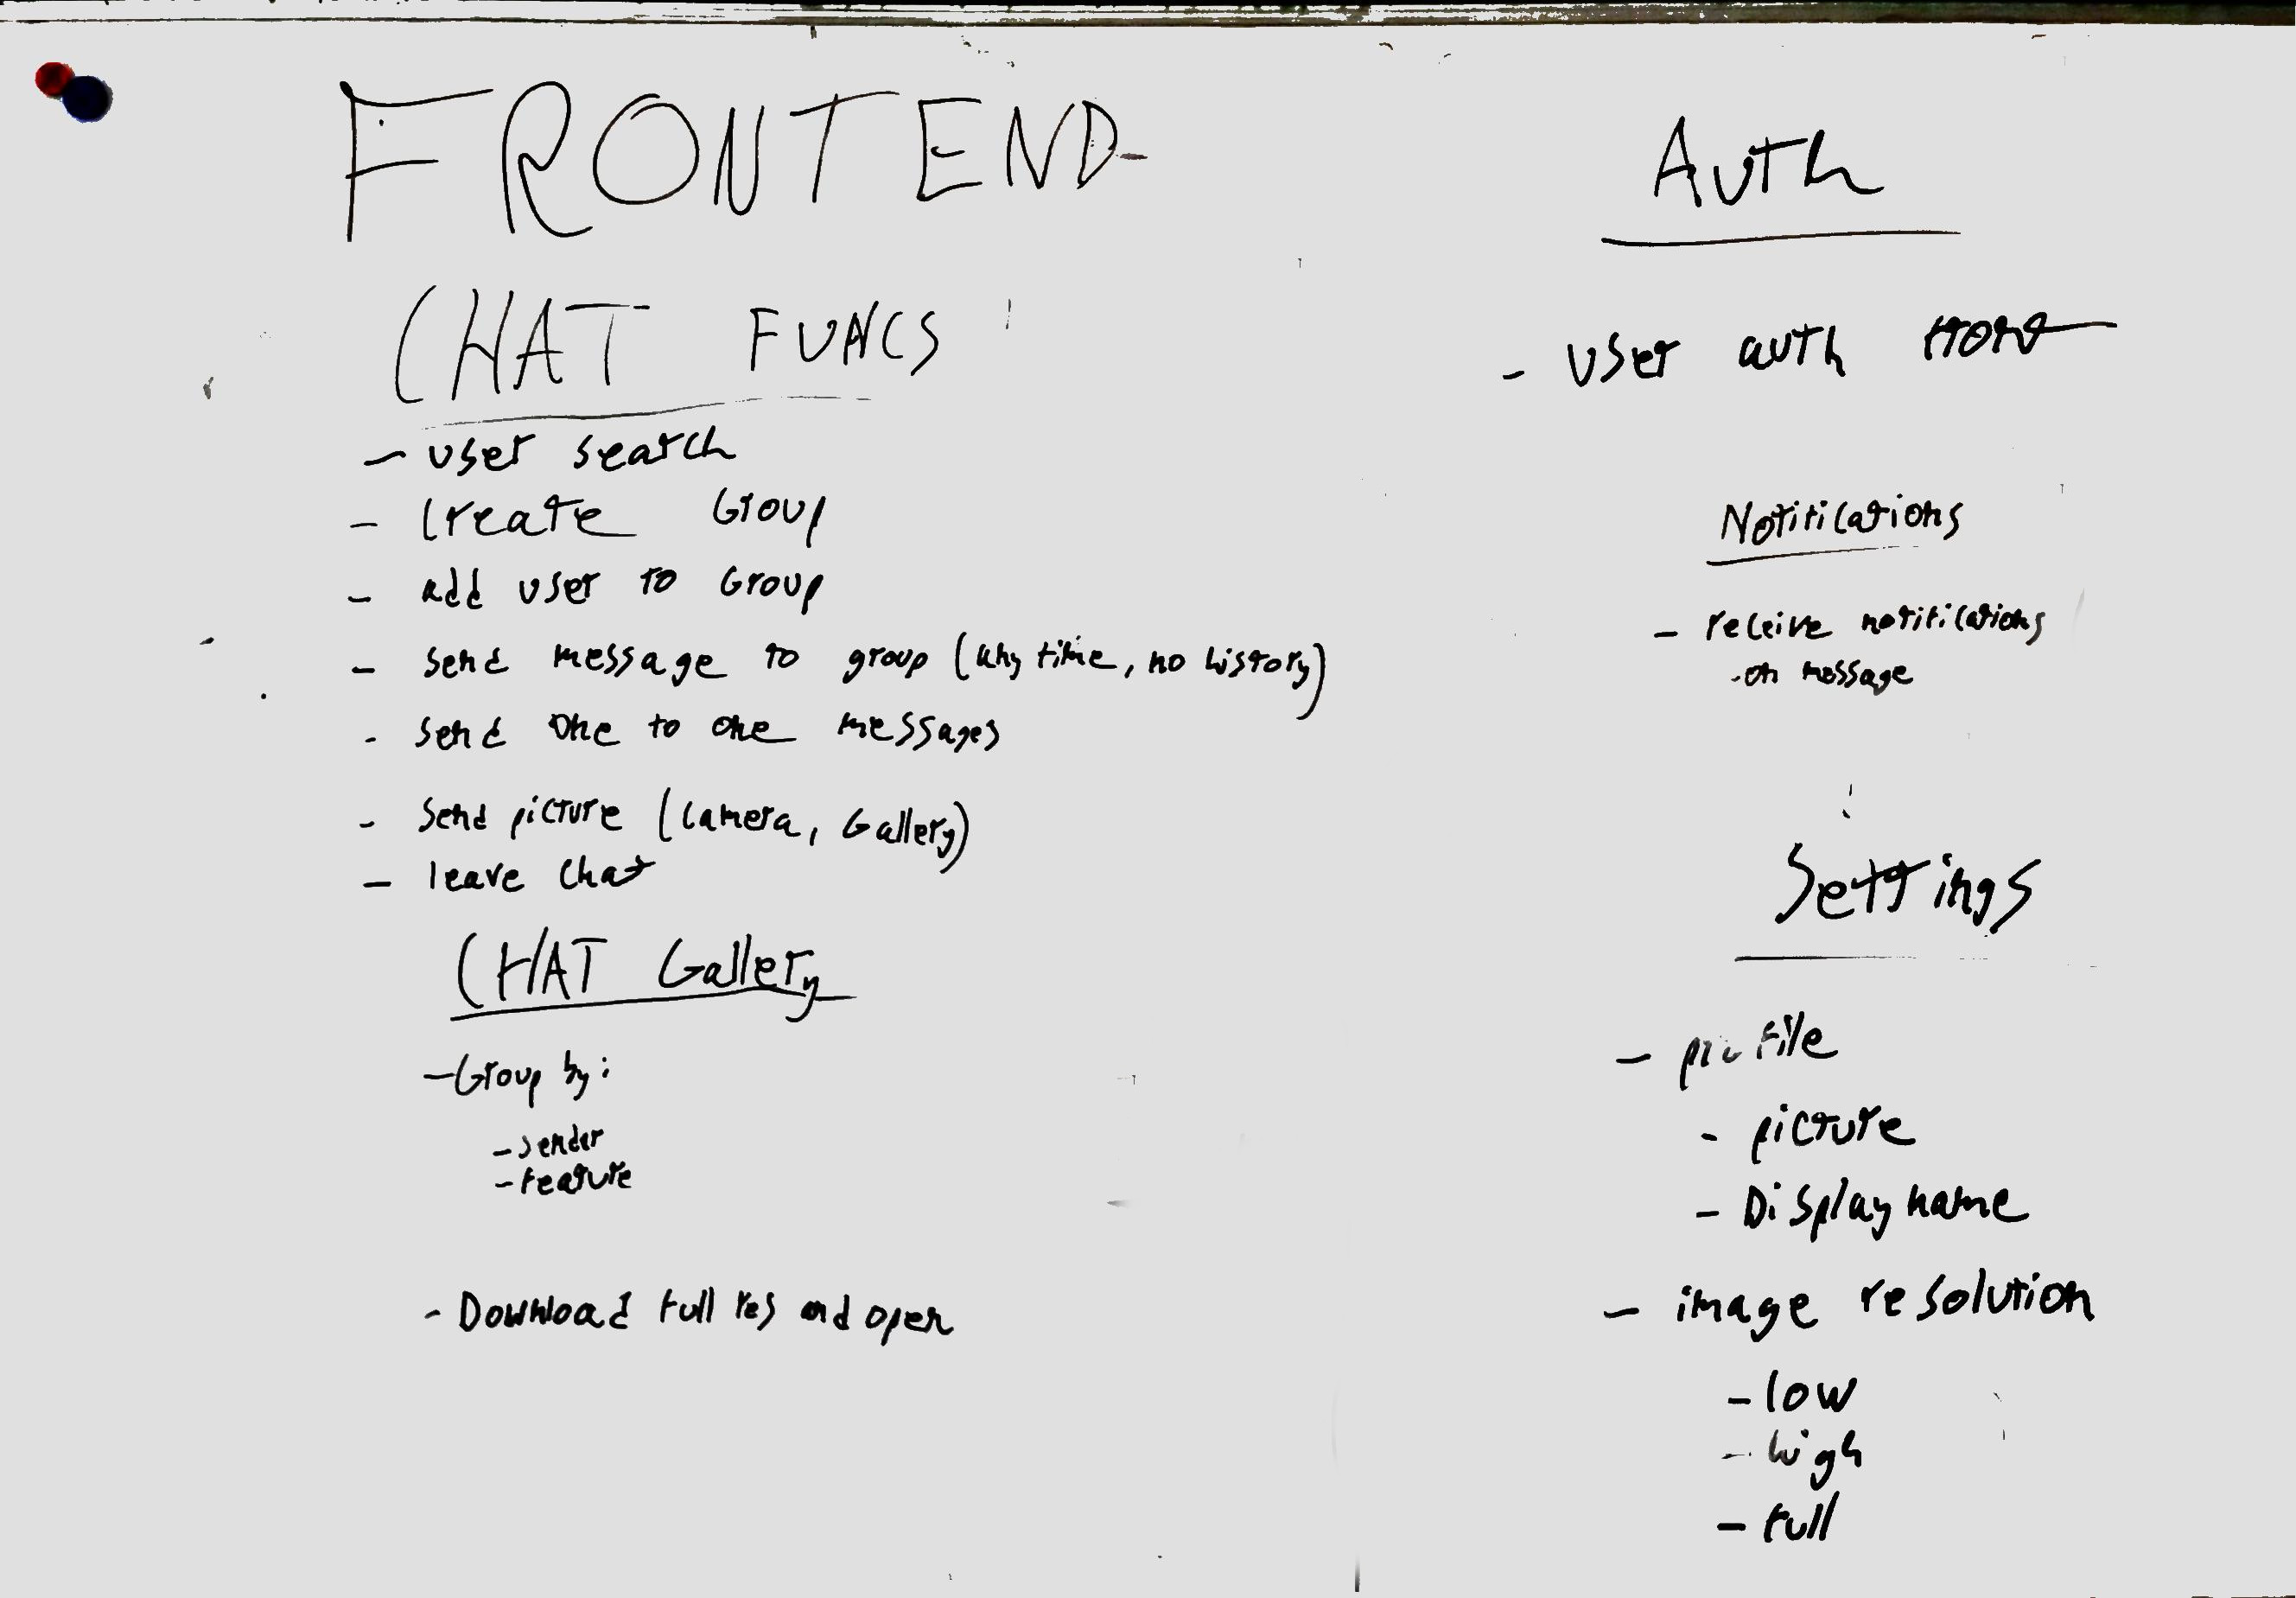 FRONTEND
CHAT FUNCS
- user search
- Create Group
- add user to Group
- send message to group (any time, no history)
- send one to one messages
- send picture (Camera, Gallery)
- leave chat
CHAT Gallery
- Group by:
- sender
- feature
- Download full res and open
Auth
- user auth
Notifications
- receive notifications
- on message
Settings
- profile
- picture
- Display name
- image resolution
- low
- high
- full